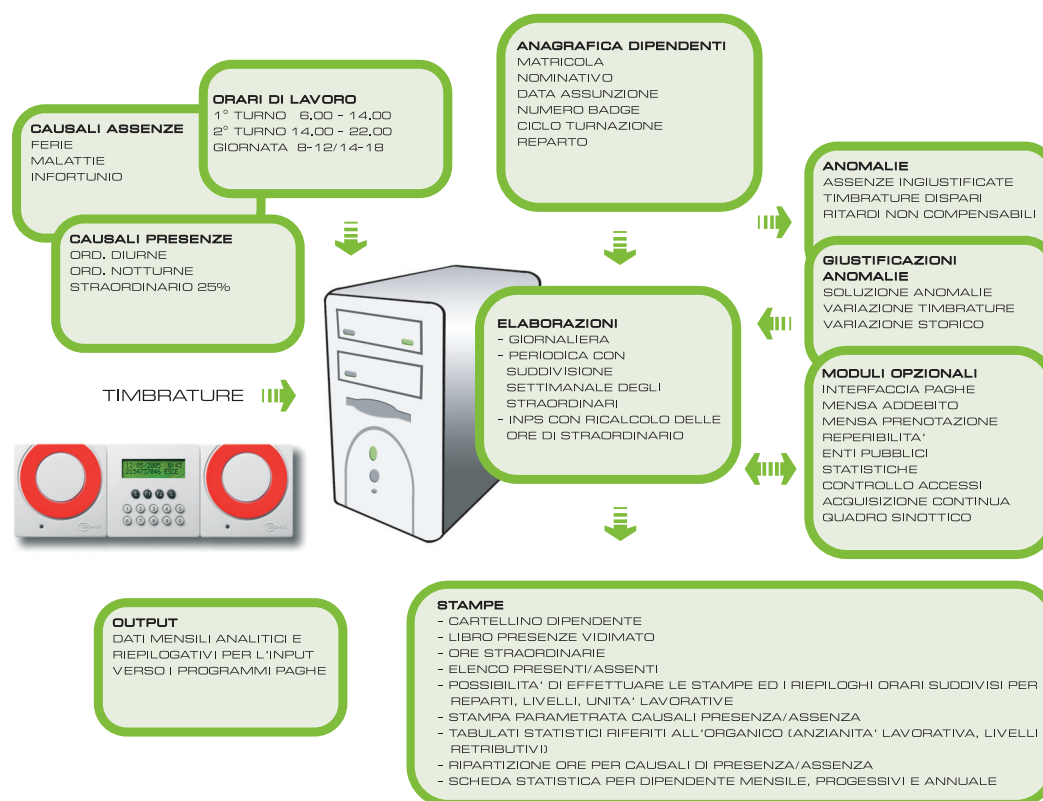 ANAGRAFICA DIPENDENTI
MATRICOLA
NOMINATIVO
DATA ASSUNZIONE
NUMERO BADGE
CICLO TURNAZIONE
REPARTO
ORARI DI LAVORO
1° TURNO 6.00 - 14.00
2° TURNO 14.00 - 22.00
GIORNATA 8-12/14-18
CAUSALI ASSENZE
FERIE
MALATTIE
INFORTUNIO
CAUSALI PRESENZE
ORD. DIURNE
ORD. NOTTURNE
STRAORDINARIO 25%
ANOMALIE
ASSENZE INGIUSTIFICATE
TIMBRATURE DISPARI
RITARDI NON COMPENSABILI
GIUSTIFICAZIONI
ANOMALIE
SOLUZIONE ANOMALIE
VARIAZIONE TIMBRATURE
VARIAZIONE STORICO
ELABORAZIONI
- GIORNALIERA
- PERIODICA CON
SUDDIVISIONE
SETTIMANALE DEGLI
STRAORDINARI
- INPS CON RICALCOLO DELLE
ORE DI STRAORDINARIO
MODULI OPZIONALI
INTERFACCIA PAGHE
MENSA ADDEBITO
MENSA PRENOTAZIONE
REPERIBILITA'
ENTI PUBBLICI
STATISTICHE
CONTROLLO ACCESSI
ACQUISIZIONE CONTINUA
QUADRO SINOTTICO
TIMBRATURE
12/05/2005 8:43
2154737046 ESCE
OUTPUT
DATI MENSILI ANALITICI E
RIEPILOGATIVI PER L'INPUT
VERSO I PROGRAMMI PAGHE
STAMPE
- CARTELLINO DIPENDENTE
- LIBRO PRESENZE VIDIMATO
- ORE STRAORDINARIE
- ELENCO PRESENTI/ASSENTI
- POSSIBILITA' DI EFFETTUARE LE STAMPE ED I RIEPILOGHI ORARI SUDDIVISI PER
REPARTI, LIVELLI, UNITA' LAVORATIVE
- STAMPA PARAMETRATA CAUSALI PRESENZA/ASSENZA
- TABULATI STATISTICI RIFERITI ALL'ORGANICO (ANZIANITA' LAVORATIVA, LIVELLI
RETRIBUTIVI)
- RIPARTIZIONE ORE PER CAUSALI DI PRESENZA/ASSENZA
- SCHEDA STATISTICA PER DIPENDENTE MENSILE, PROGESSIVI E ANNUALE